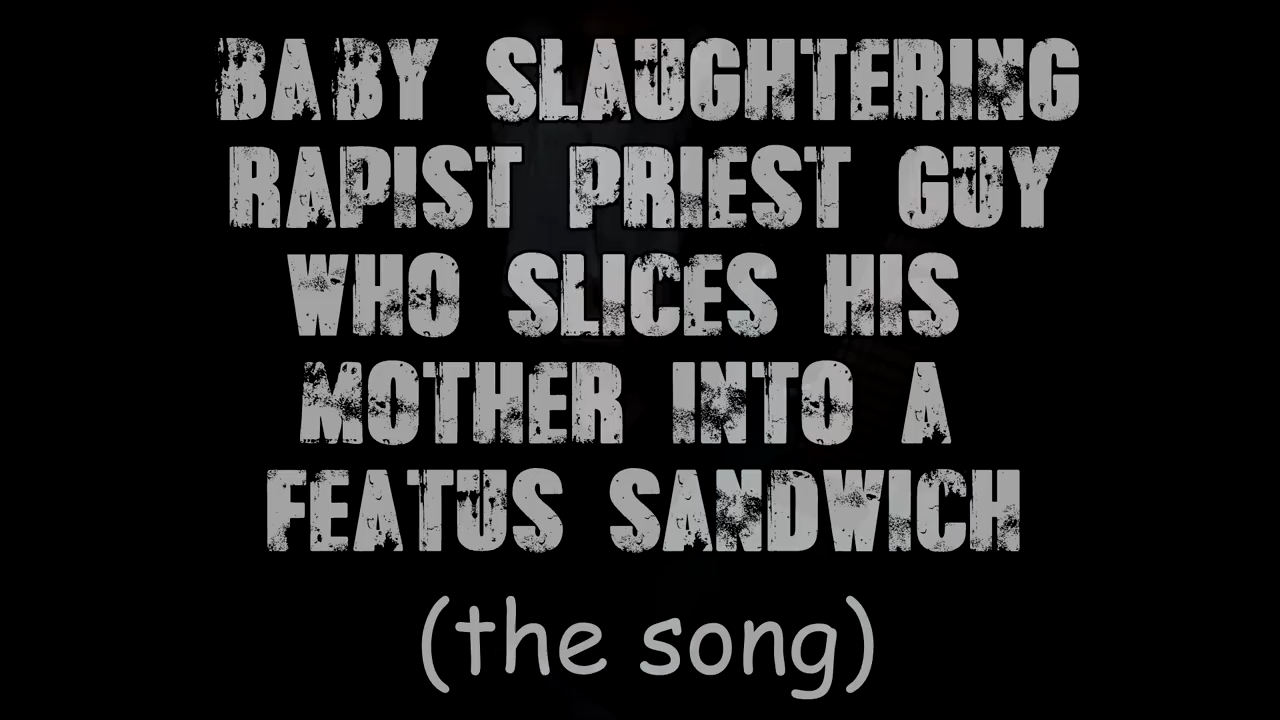 BABY SLAUGHTERING
RAPIST PRIEST GUY
WHO SLICES HIS
MOTHER INTO A
FEATUS SANDWICH
(the song)